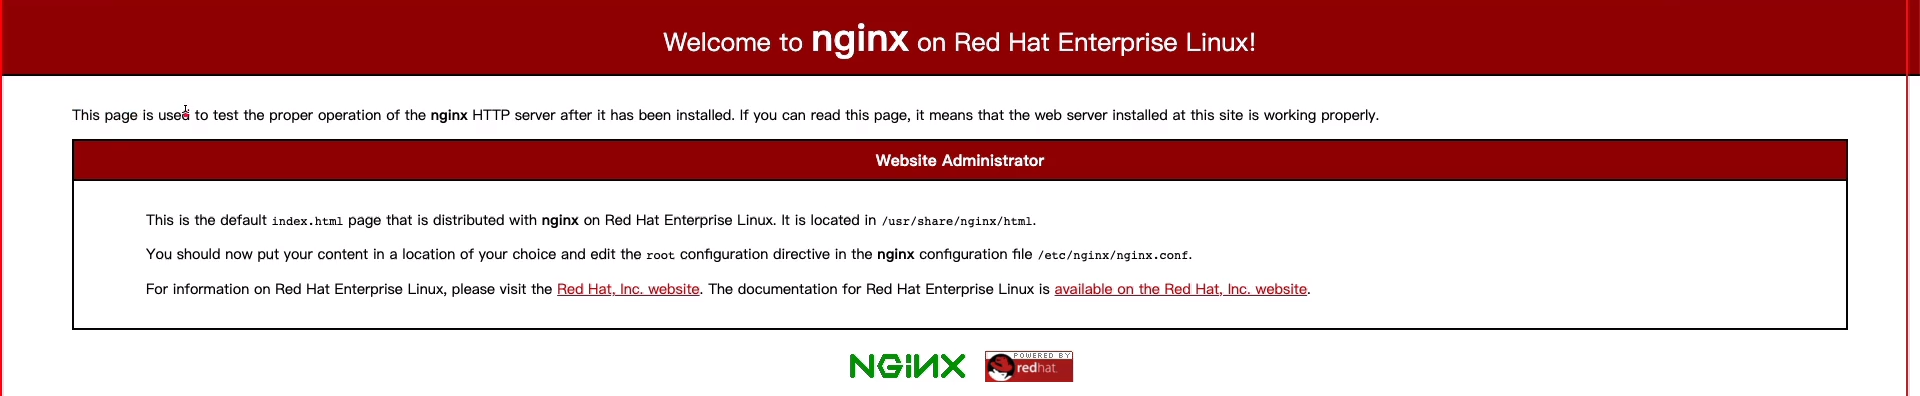 Welcome to nginx on Red Hat Enterprise Linux!
This page is used to test the proper operation of the nginx HTTP server after it has been installed. If you can read this page, it means that the web server installed at this site is working properly.
Website Administrator
This is the default index.html page that is distributed with nginx on Red Hat Enterprise Linux. It is located in /usr/share/nginx/html.
You should now put your content in a location of your choice and edit the root configuration directive in the nginx configuration file /etc/nginx/nginx.conf.
For information on Red Hat Enterprise Linux, please visit the Red Hat, Inc. website. The documentation for Red Hat Enterprise Linux is available on the Red Hat, Inc. website.
NGiNX
POWERED BY
redhat.